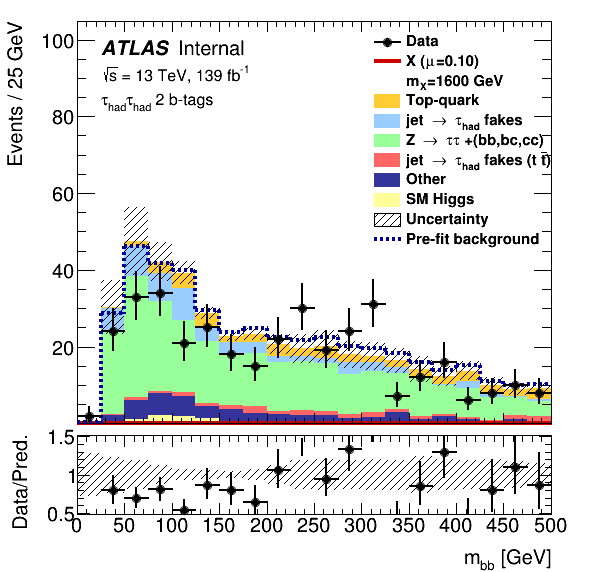 Events / 25 GeV
100
80
60
40
20
ATLAS Internal
√s = 13 TeV, 139 fb⁻¹
τhadτhad 2 b-tags
Data
X (μ=0.10)
mX=1600 GeV
Top-quark
jet → τhad fakes
Z → ττ +(bb,bc,cc)
jet → τhad fakes (t t̄)
Other
SM Higgs
Uncertainty
Pre-fit background
Data/Pred.
1.5
1
0.5
0 50 100 150 200 250 300 350 400 450 500
mbb [GeV]